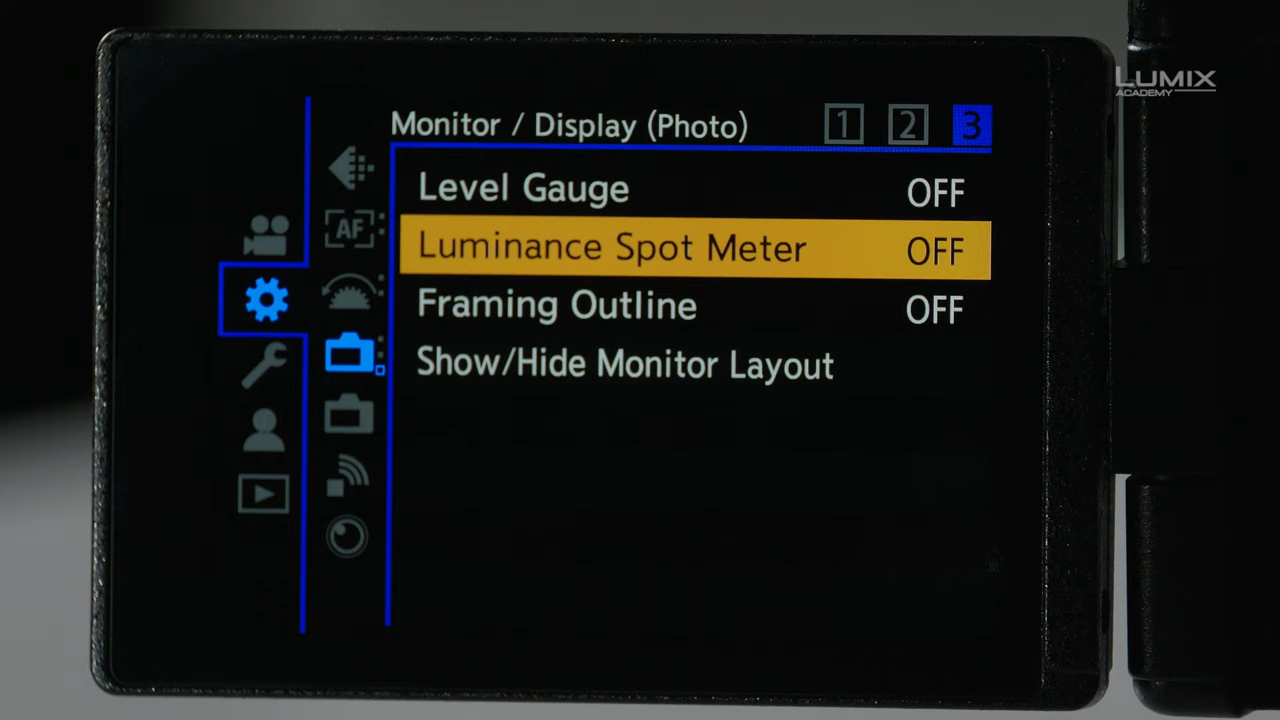 LUMIX
ACADEMY
Monitor / Display (Photo) 1 2 3
Level Gauge OFF
AF
Luminance Spot Meter OFF
Framing Outline OFF
Show/Hide Monitor Layout